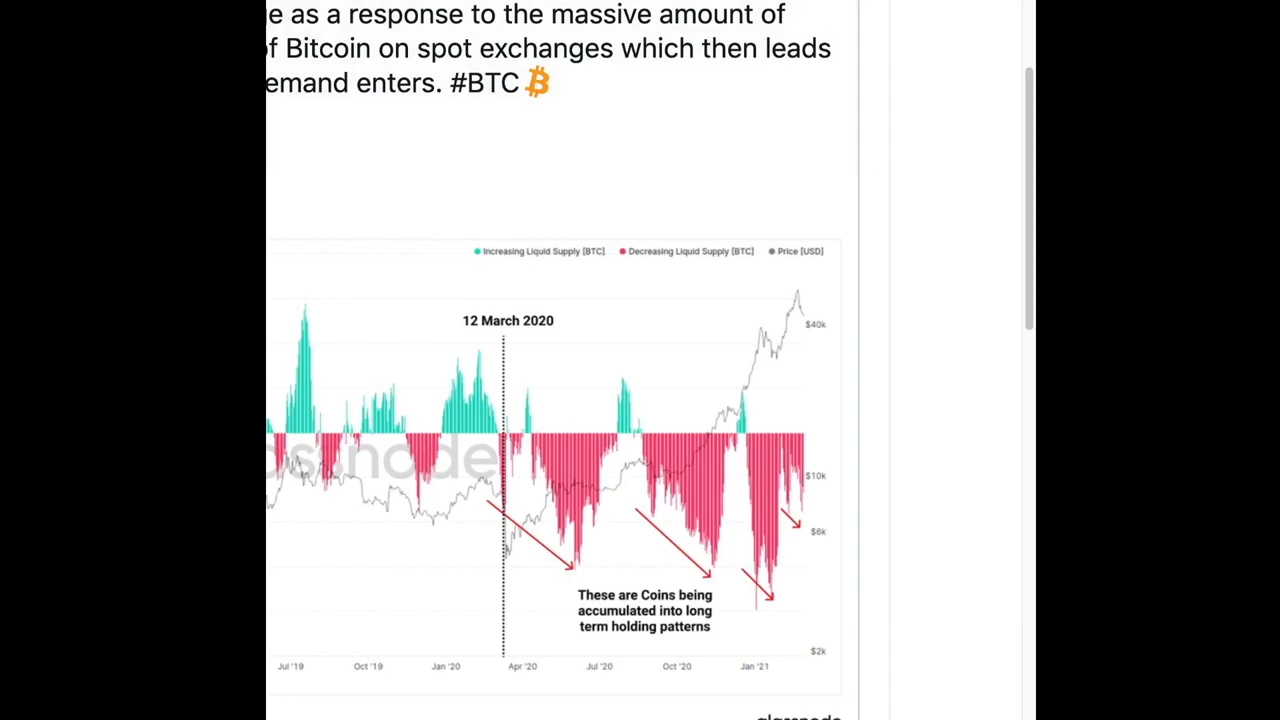 e as a response to the massive amount of
of Bitcoin on spot exchanges which then leads
emand enters. #BTC
Increasing Liquid Supply [BTC] Decreasing Liquid Supply [BTC] Price [USD]
12 March 2020
$40k
$10k
$6k
These are Coins being
accumulated into long
term holding patterns
$2k
Jul '19 Oct '19 Jan '20 Apr '20 Jul '20 Oct '20 Jan '21